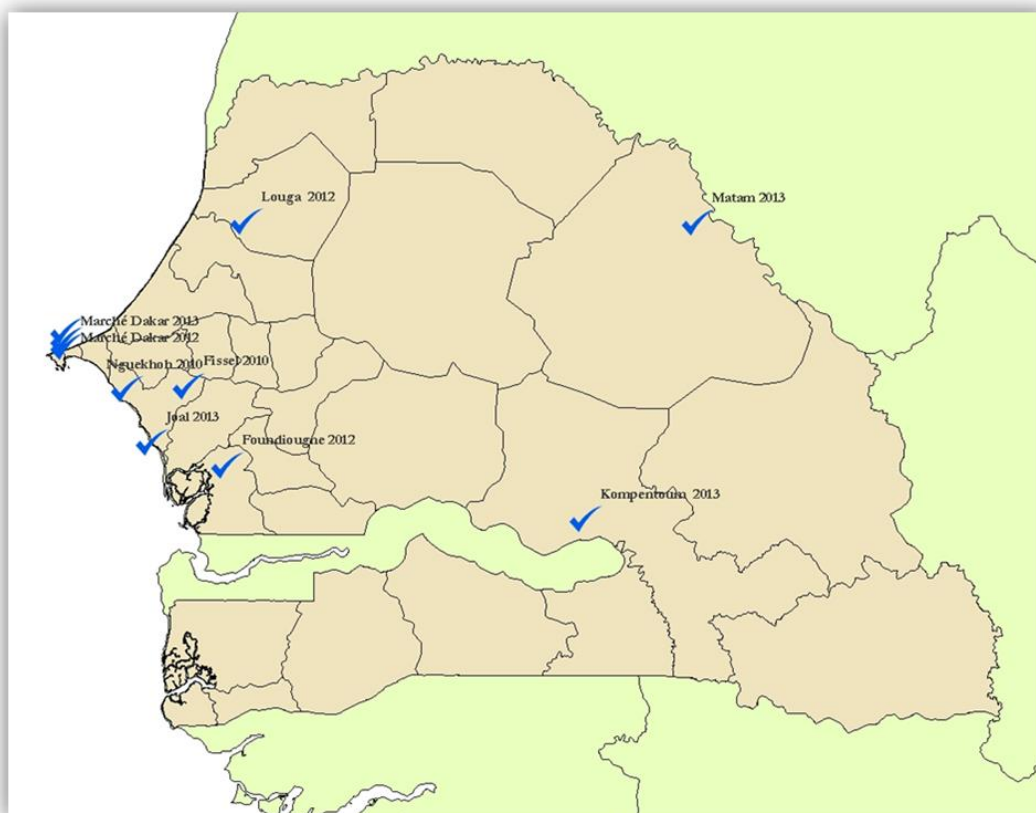 Louga 2012
Matam 2013
Marché Dakar 2013
Marché Dakar 2012
Nguekhoh 2010
Fissel 2010
Joal 2013
Foundiougne 2012
Kompentoum 2013